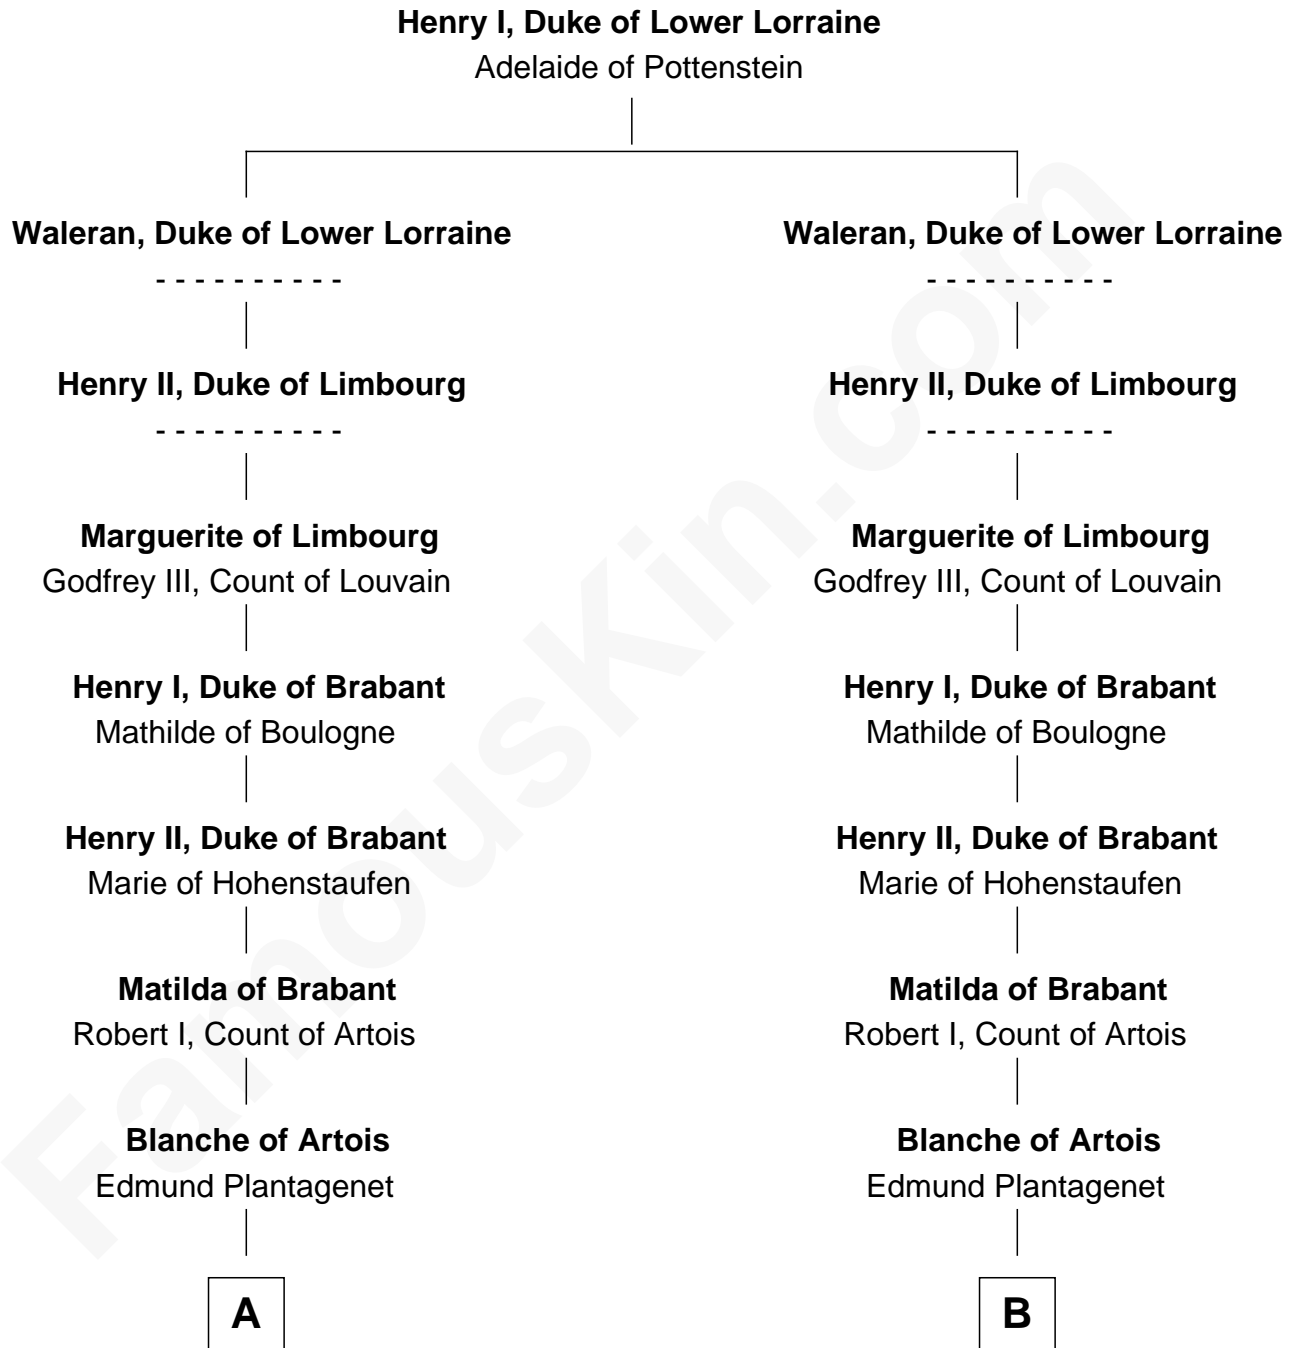 Henry I, Duke of Lower Lorraine
Adelaide of Pottenstein
Waleran, Duke of Lower Lorraine
- - - - - - - - - -
Henry II, Duke of Limbourg
- - - - - - - - - -
Marguerite of Limbourg
Godfrey III, Count of Louvain
Henry I, Duke of Brabant
Mathilde of Boulogne
Henry II, Duke of Brabant
Marie of Hohenstaufen
Matilda of Brabant
Robert I, Count of Artois
Blanche of Artois
Edmund Plantagenet
A
Waleran, Duke of Lower Lorraine
- - - - - - - - - -
Henry II, Duke of Limbourg
- - - - - - - - - -
Marguerite of Limbourg
Godfrey III, Count of Louvain
Henry I, Duke of Brabant
Mathilde of Boulogne
Henry II, Duke of Brabant
Marie of Hohenstaufen
Matilda of Brabant
Robert I, Count of Artois
Blanche of Artois
Edmund Plantagenet
B
FamousKin.com